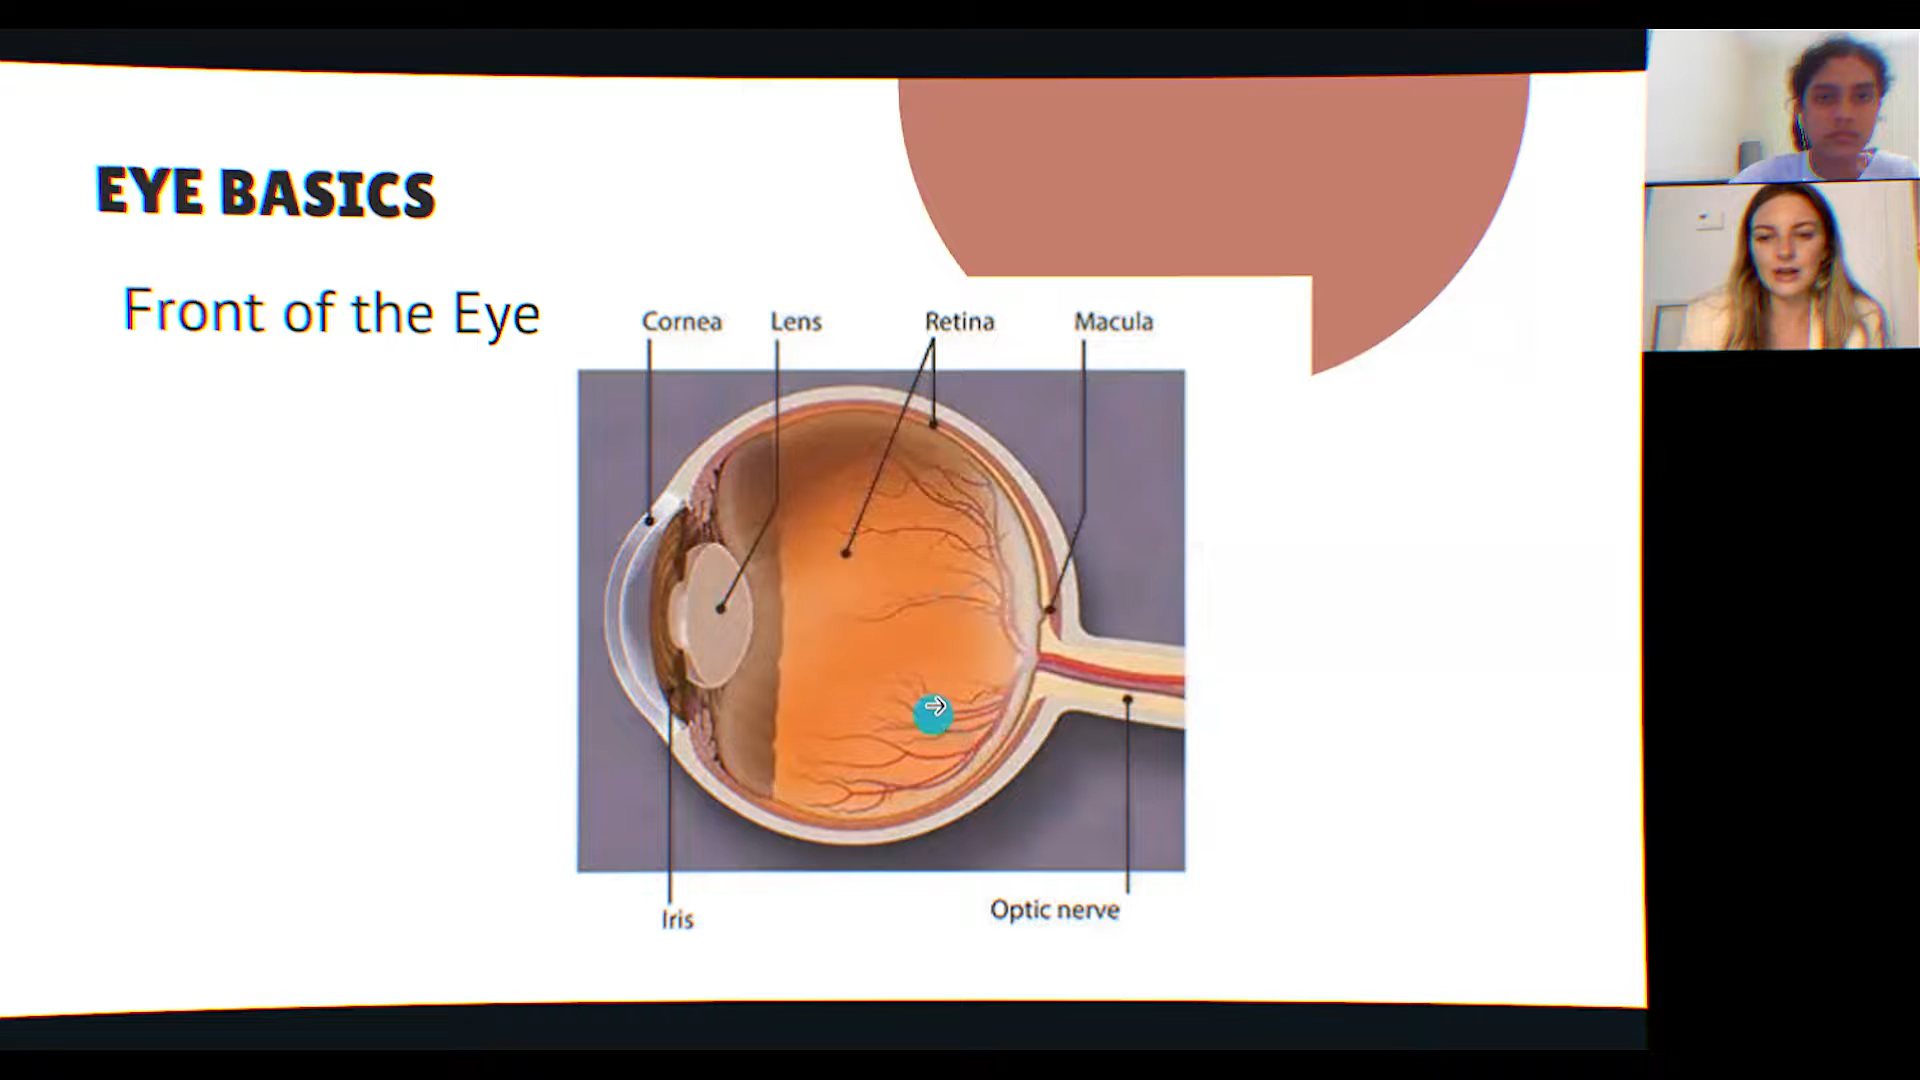 EYE BASICS
Front of the Eye
Cornea Lens Retina Macula
Iris
Optic nerve